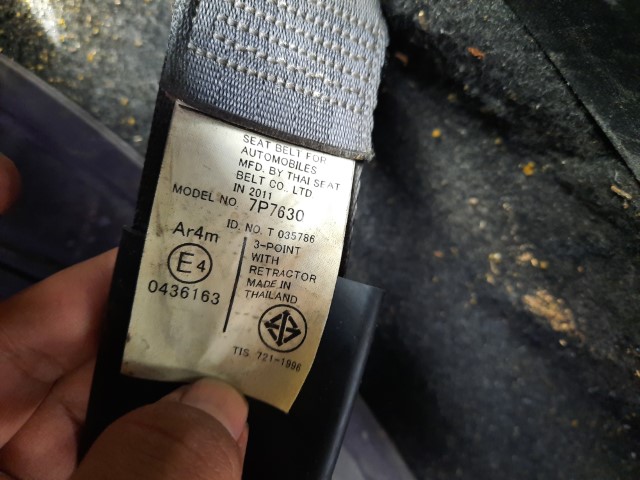 SEAT BELT FOR
AUTOMOBILES
MFD. BY THAI SEAT
BELT CO., LTD.
IN 2011
MODEL NO. 7P7630
ID. NO. T 035786
Ar4m
E4
0436163
3-POINT
WITH
RETRACTOR
MADE IN
THAILAND
TIS 721-1996